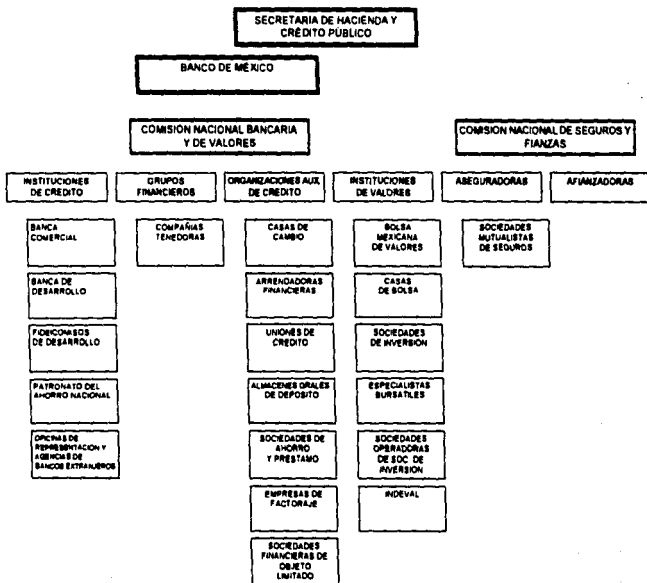 SECRETARIA DE HACIENDA Y
CRÉDITO PÚBLICO
BANCO DE MÉXICO
COMISION NACIONAL BANCARIA
Y DE VALORES
COMISION NACIONAL DE SEGUROS Y
FIANZAS
INSTITUCIONES
DE CREDITO
GRUPOS
FINANCIEROS
ORGANIZACIONES AUX.
DE CREDITO
INSTITUCIONES
DE VALORES
ASEGURADORAS
AFIANZADORAS
BANCA
COMERCIAL
COMPAÑIAS
TENEDORAS
CASAS DE
CAMBIO
BOLSA
MEXICANA
DE VALORES
SOCIEDADES
MUTUALISTAS
DE SEGUROS
BANCA DE
DESARROLLO
ARRENDADORAS
FINANCIERAS
CASAS
DE BOLSA
FIDEICOMISOS
DE DESARROLLO
UNIONES DE
CREDITO
SOCIEDADES
DE INVERSION
PATRONATO DEL
AHORRO NACIONAL
ALMACENES GRALES
DE DEPOSITO
ESPECIALISTAS
BURSATILES
OFICINAS DE
REPRESENTACION Y
AGENCIAS DE
BANCOS EXTRANJEROS
SOCIEDADES DE
AHORRO
Y PRESTAMO
SOCIEDADES
OPERADORAS
DE SOC. DE
INVERSION
EMPRESAS DE
FACTORAJE
INDEVAL
SOCIEDADES
FINANCIERAS DE
OBJETO
LIMITADO